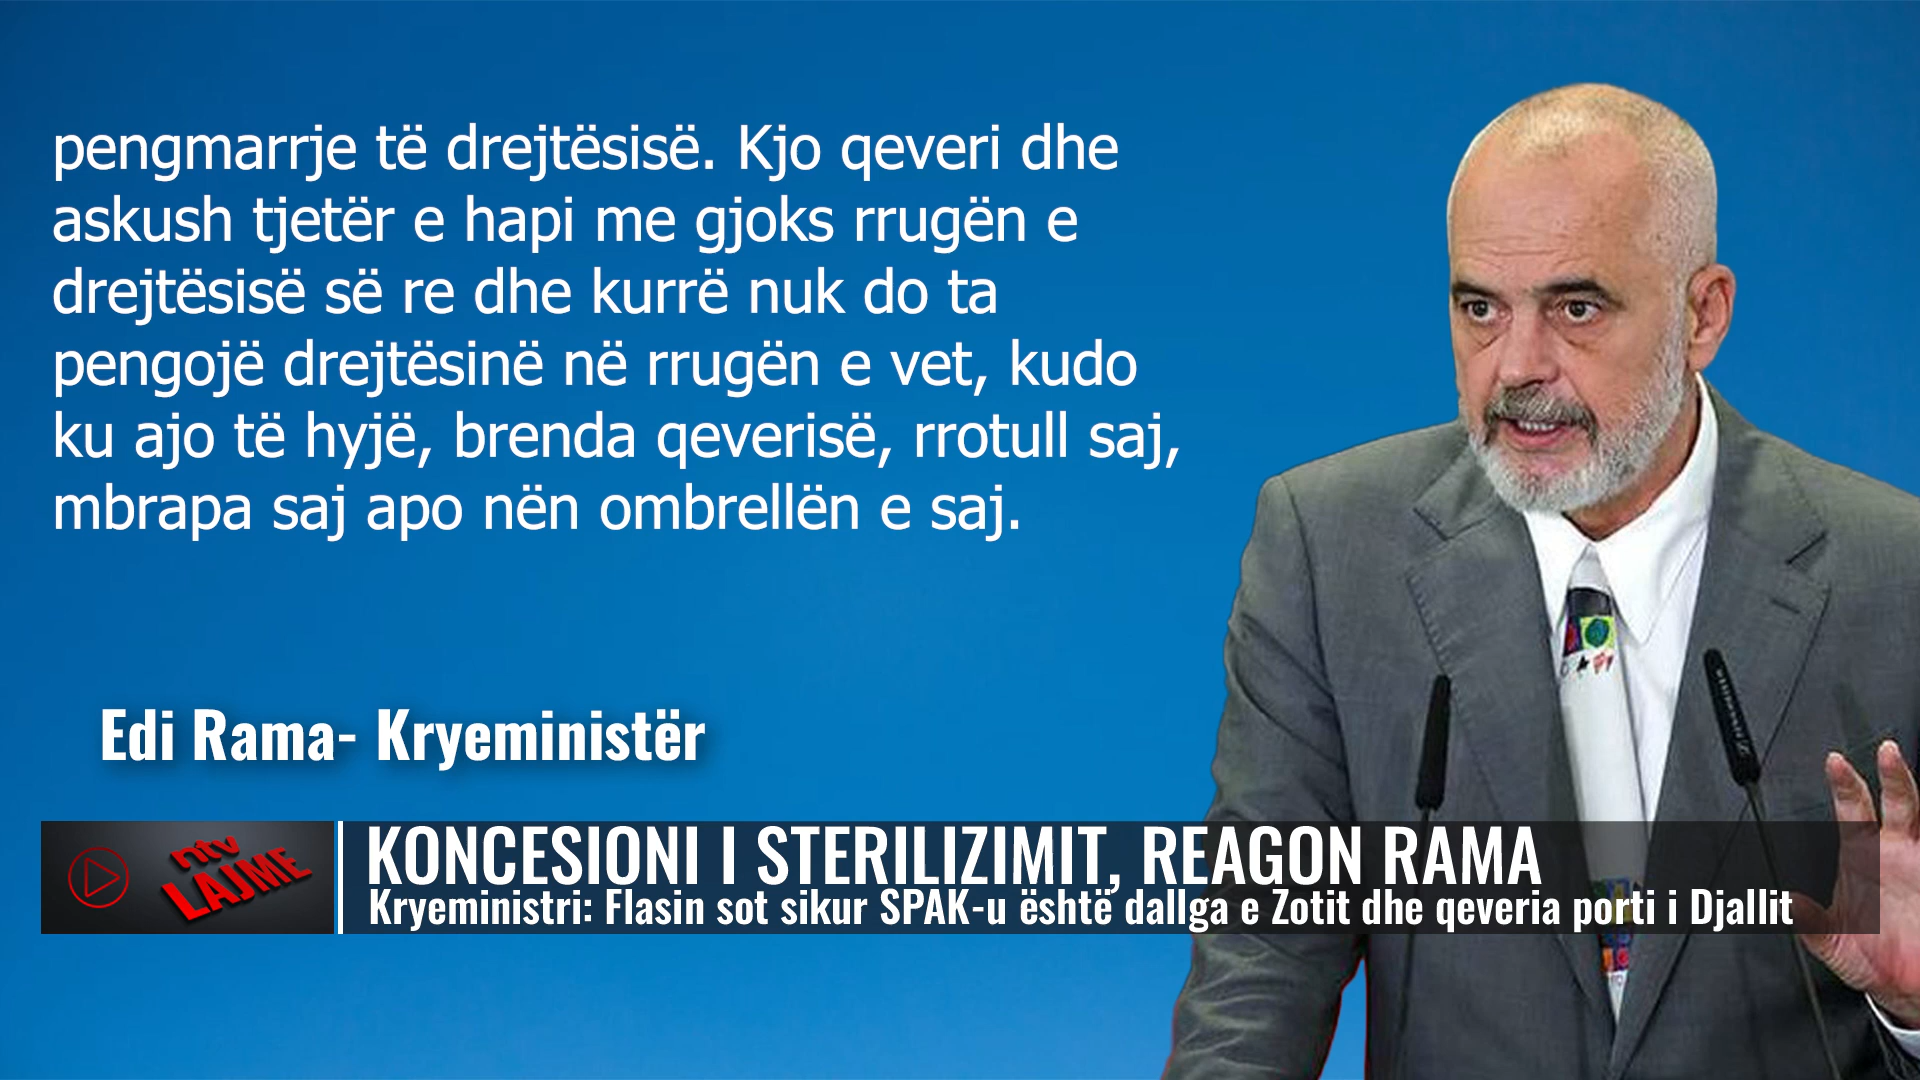 pengmarrje të drejtësisë. Kjo qeveri dhe
askush tjetër e hapi me gjoks rrugën e
drejtësisë së re dhe kurrë nuk do ta
pengojë drejtësinë në rrugën e vet, kudo
ku ajo të hyjë, brenda qeverisë, rrotull saj,
mbrapa saj apo nën ombrellën e saj.
Edi Rama- Kryeministër
ntv
LAJME
KONCESIONI I STERILIZIMIT, REAGON RAMA
Kryeministri: Flasin sot sikur SPAK-u është dallga e Zotit dhe qeveria porti i Djallit